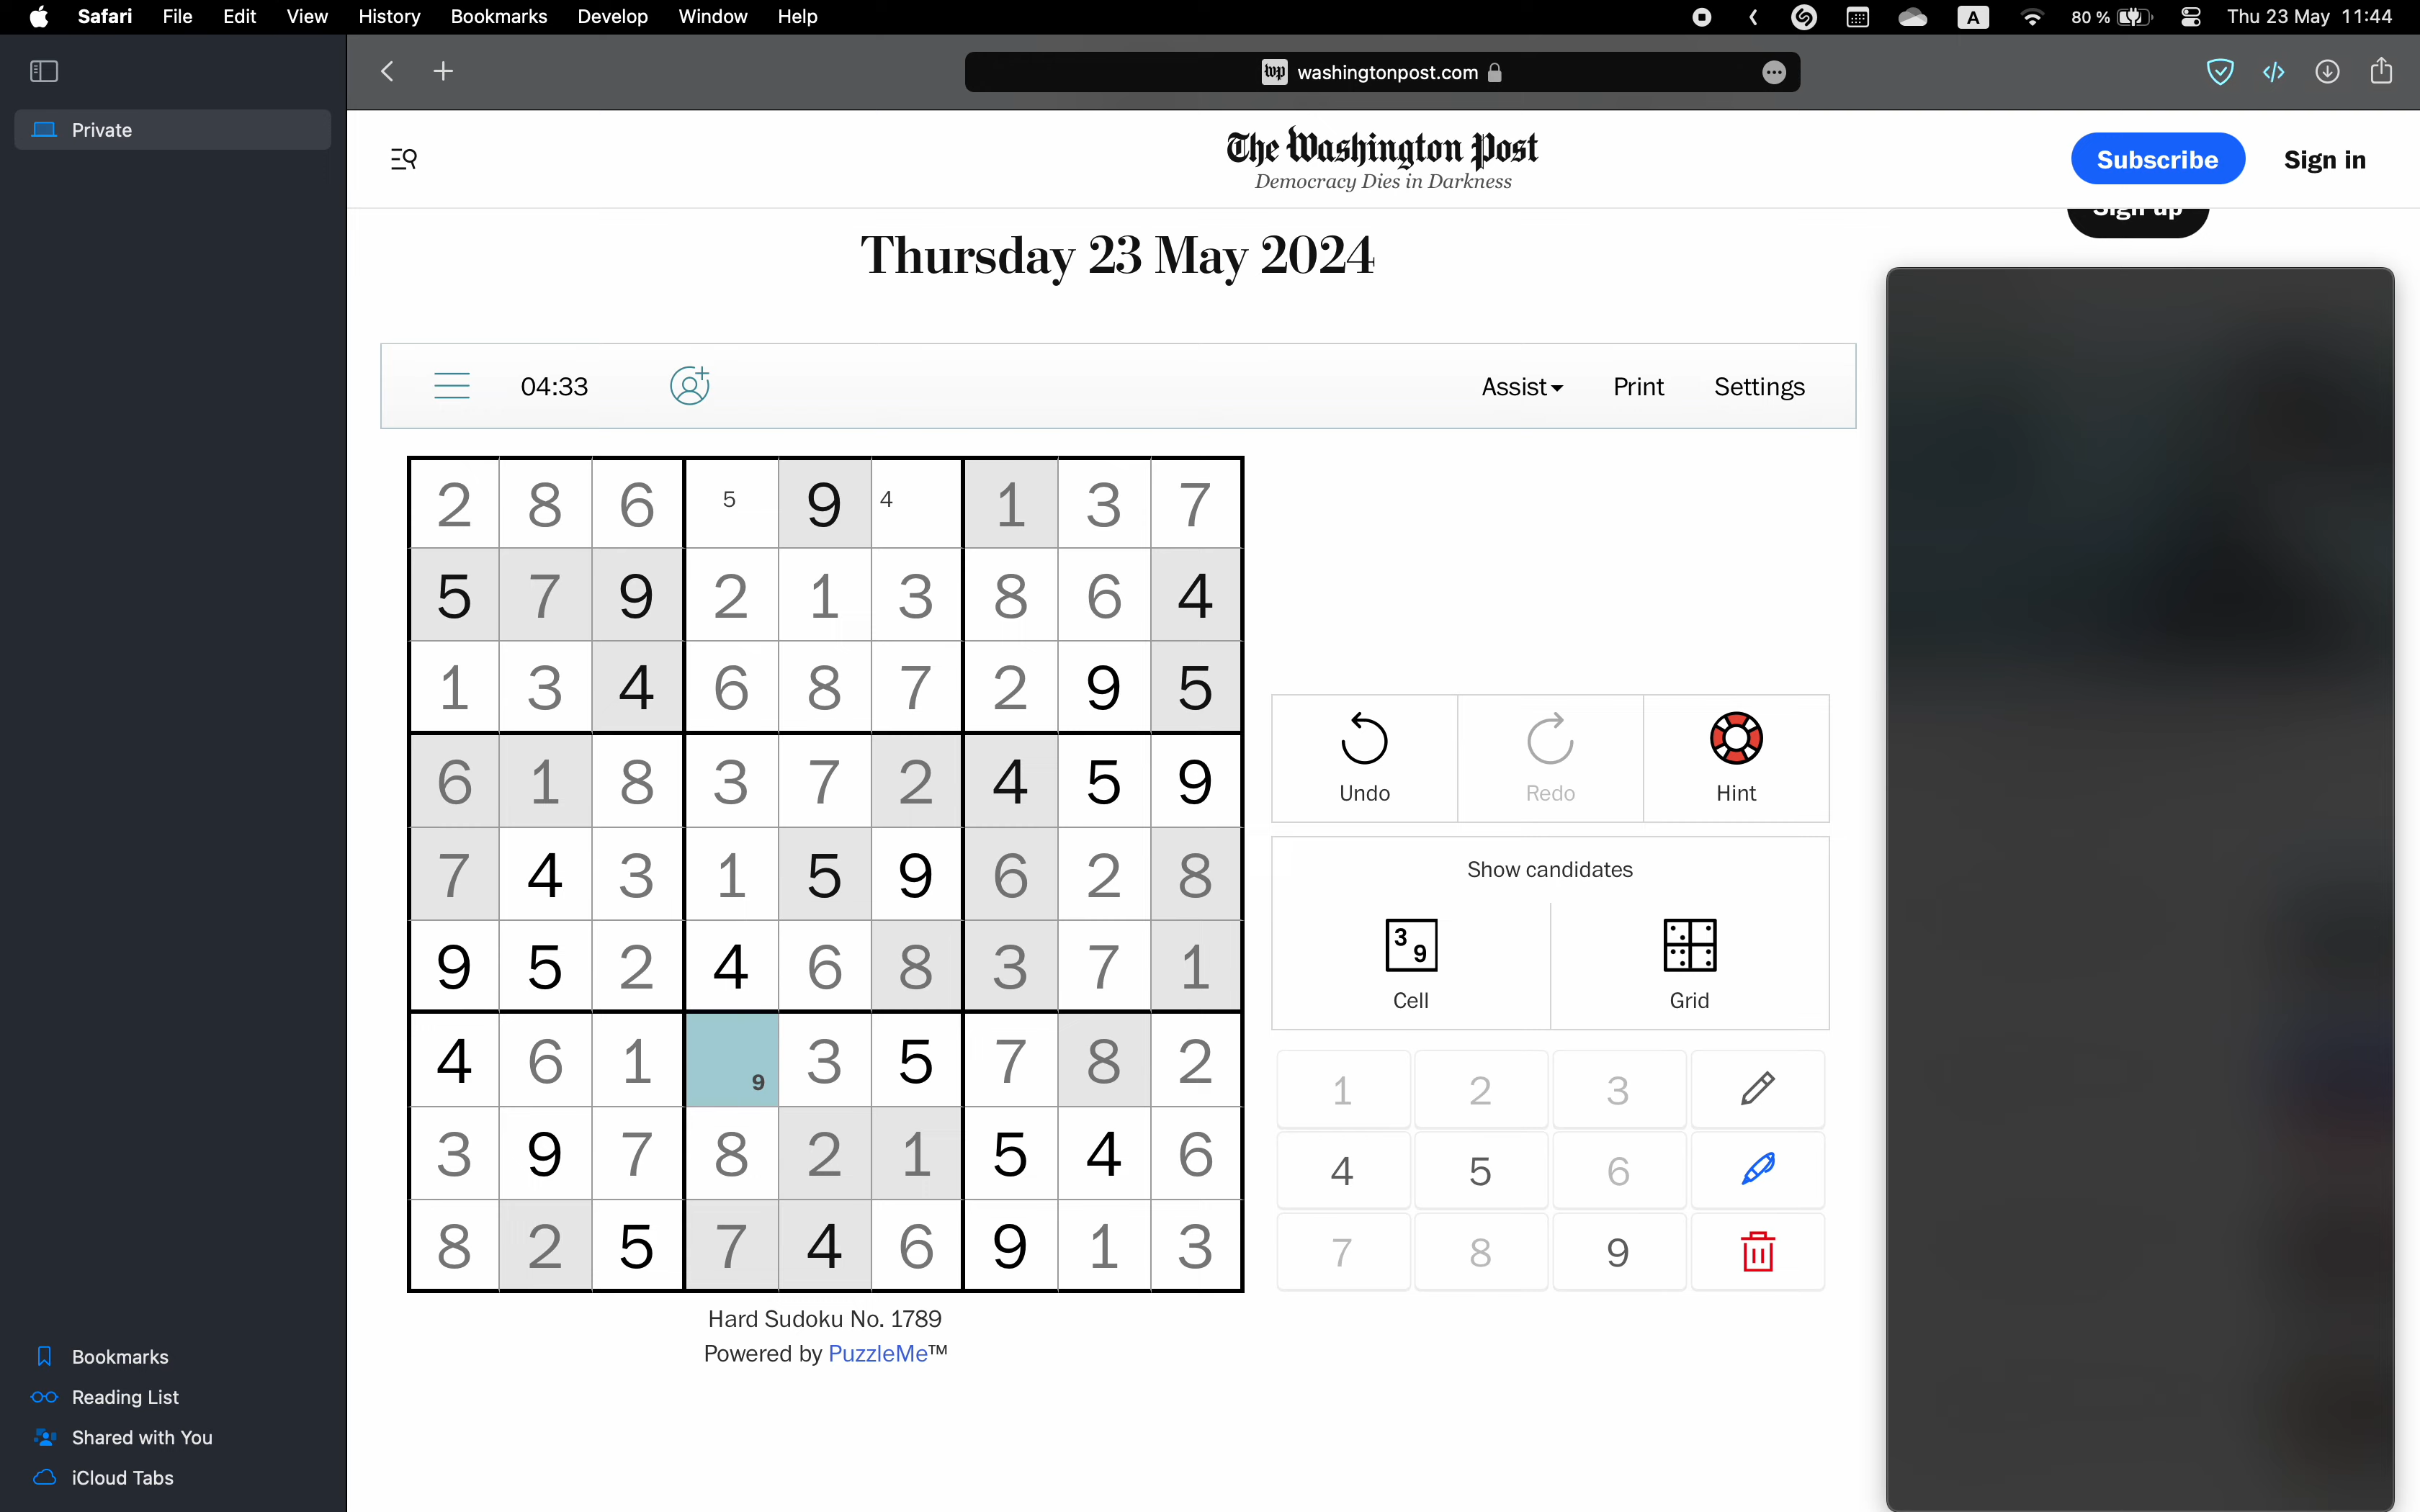 Safari File Edit View History Bookmarks Develop Window Help A 80 % Thu 23 May 11:44
Private
wp washingtonpost.com
The Washington Post
Democracy Dies in Darkness
Subscribe Sign in
Sign up
Thursday 23 May 2024
04:33 Assist Print Settings
2 8 6 5 9 4 1 3 7
5 7 9 2 1 3 8 6 4
1 3 4 6 8 7 2 9 5
6 1 8 3 7 2 4 5 9
7 4 3 1 5 9 6 2 8
9 5 2 4 6 8 3 7 1
4 6 1 9 3 5 7 8 2
3 9 7 8 2 1 5 4 6
8 2 5 7 4 6 9 1 3
Hard Sudoku No. 1789
Powered by PuzzleMe™
Undo Redo Hint
Show candidates
3 9
Cell Grid
1 2 3
4 5 6
7 8 9
Bookmarks
Reading List
Shared with You
iCloud Tabs